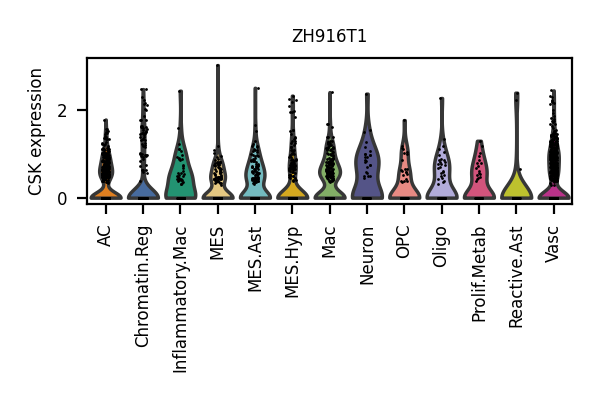 ZH916T1
CSK expression
2
0
AC
Chromatin.Reg
Inflammatory.Mac
MES
MES.Ast
MES.Hyp
Mac
Neuron
OPC
Oligo
Prolif.Metab
Reactive.Ast
Vasc